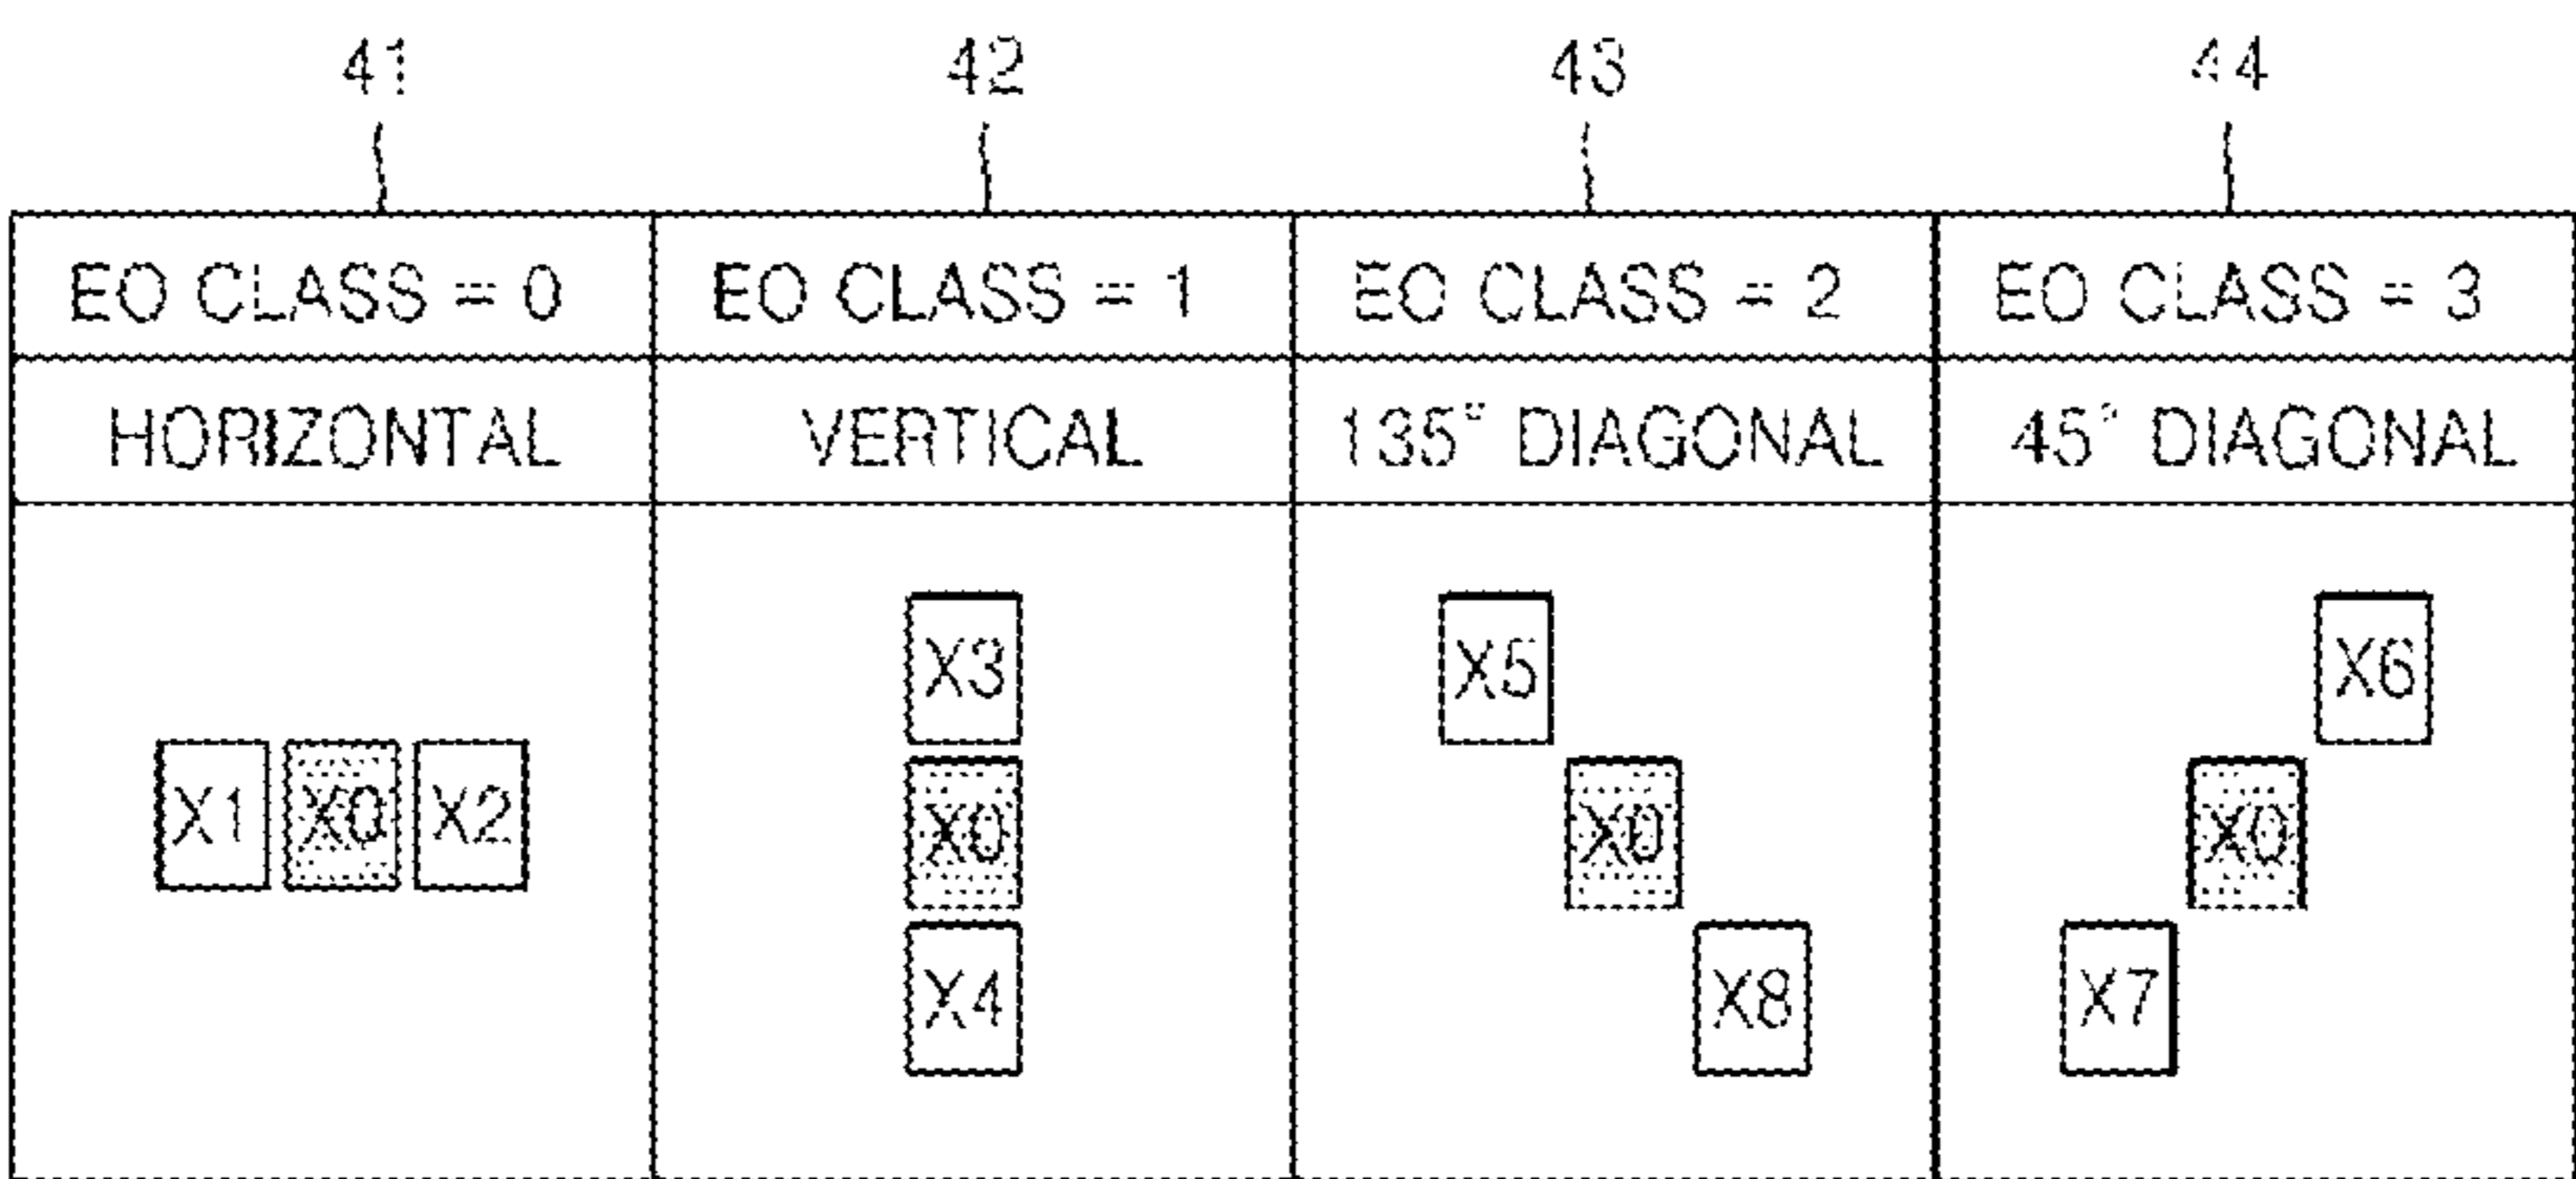 41 42 43 44
EO CLASS = 0 EO CLASS = 1 EO CLASS = 2 EO CLASS = 3
HORIZONTAL VERTICAL 135° DIAGONAL 45° DIAGONAL
X3 X5 X6
X1 X0 X2 X0 X0 X0
X4 X8 X7